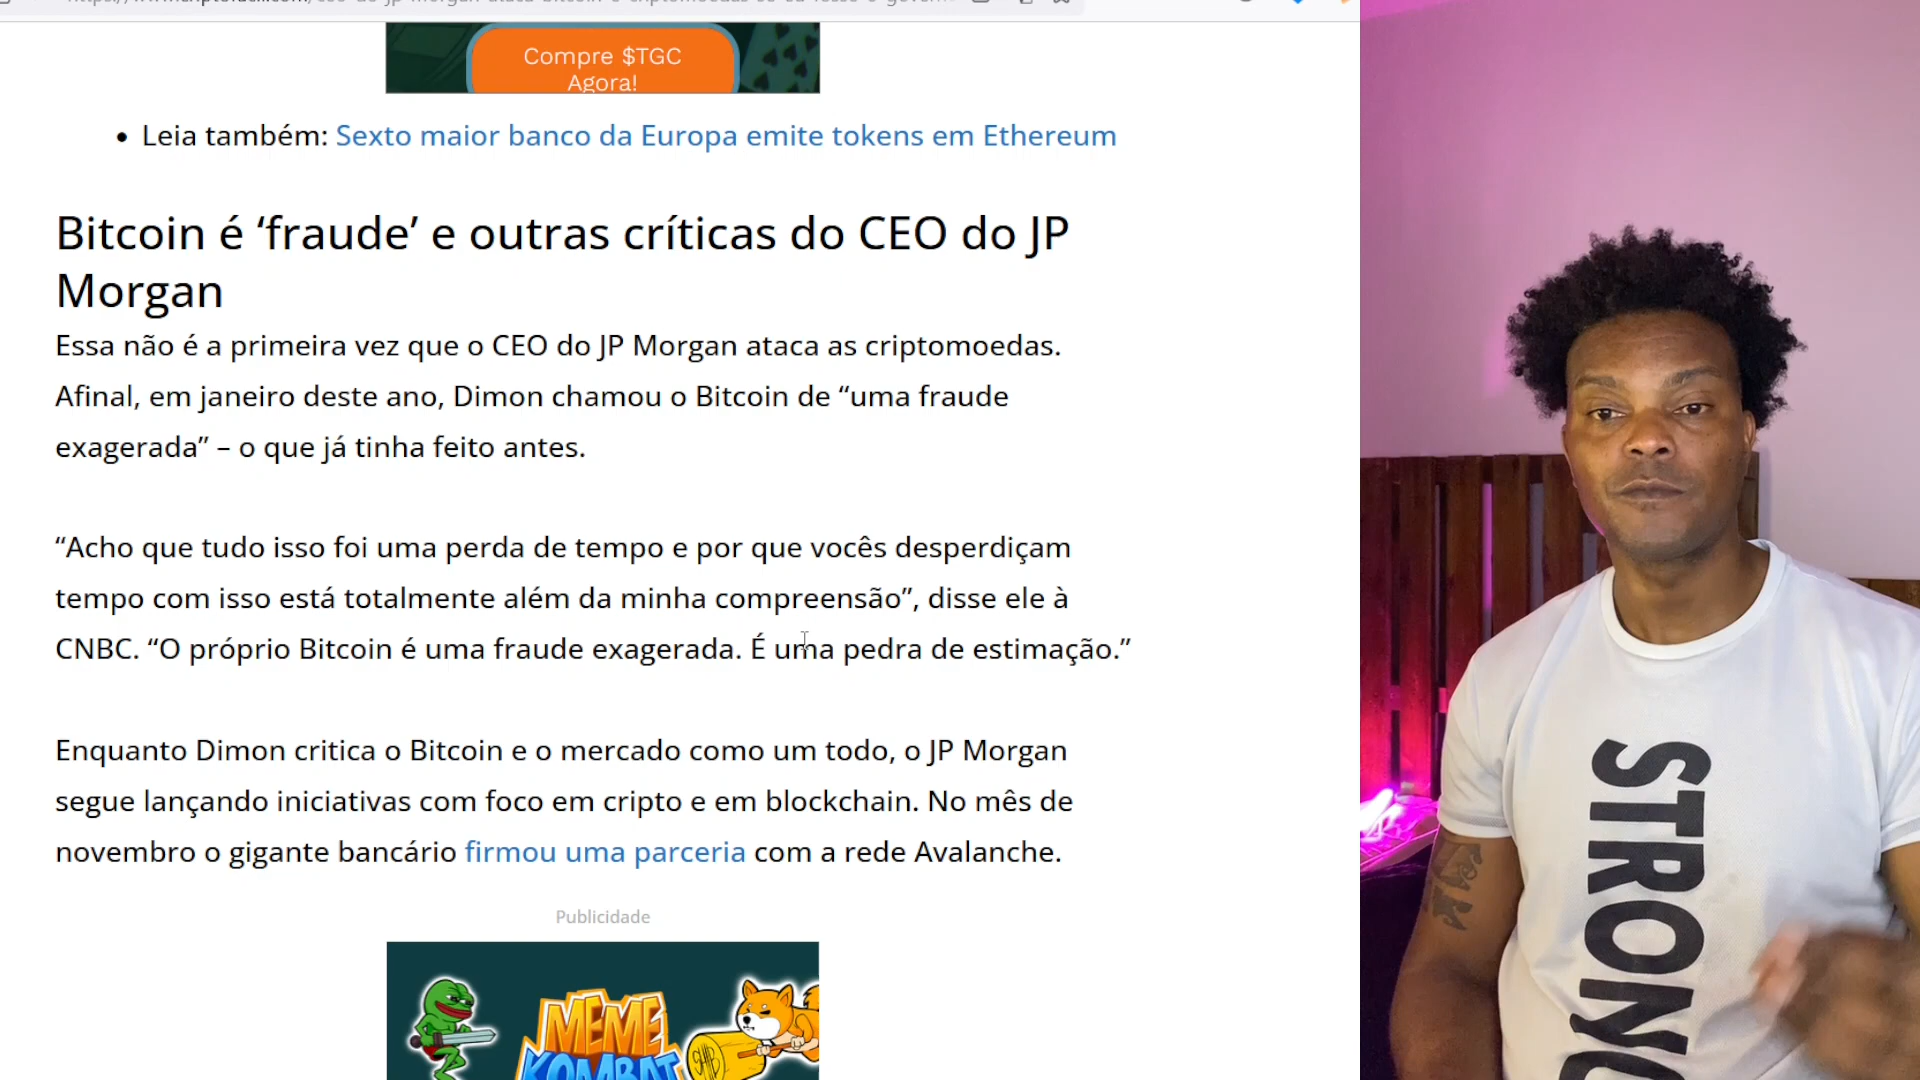 Compre $TGC
Agora!
• Leia também: Sexto maior banco da Europa emite tokens em Ethereum
Bitcoin é ‘fraude’ e outras críticas do CEO do JP
Morgan
Essa não é a primeira vez que o CEO do JP Morgan ataca as criptomoedas.
Afinal, em janeiro deste ano, Dimon chamou o Bitcoin de “uma fraude
exagerada” – o que já tinha feito antes.
“Acho que tudo isso foi uma perda de tempo e por que vocês desperdiçam
tempo com isso está totalmente além da minha compreensão”, disse ele à
CNBC. “O próprio Bitcoin é uma fraude exagerada. É uma pedra de estimação.”
Enquanto Dimon critica o Bitcoin e o mercado como um todo, o JP Morgan
segue lançando iniciativas com foco em cripto e em blockchain. No mês de
novembro o gigante bancário firmou uma parceria com a rede Avalanche.
Publicidade
MEME
KOMBAT
SHIB
STRONG